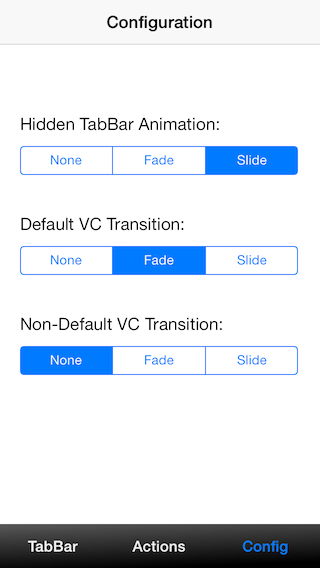 Configuration
Hidden TabBar Animation:
None Fade Slide
Default VC Transition:
None Fade Slide
Non-Default VC Transition:
None Fade Slide
TabBar Actions Config